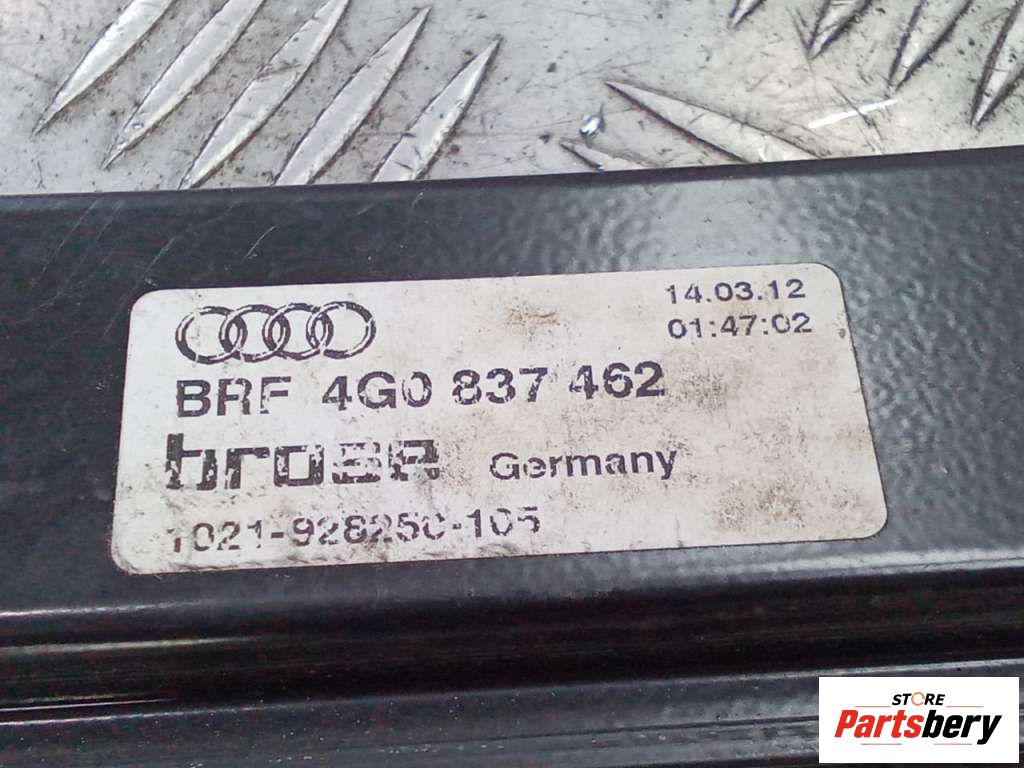 14.03.12
01:47:02
BRF 4G0 837 462
brose Germany
1021-928250-105
STORE
Partsbery